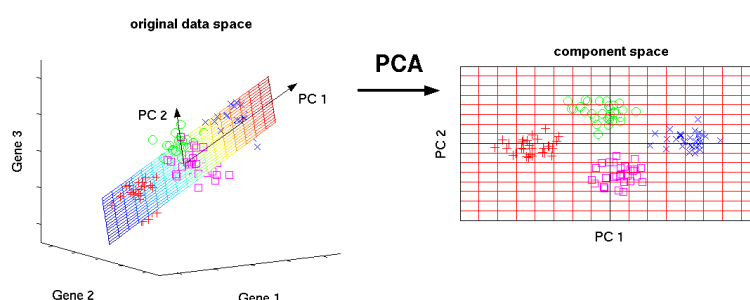 original data space
component space
PCA
PC 1
PC 2
Gene 3
Gene 2
Gene 1
PC 2
PC 1